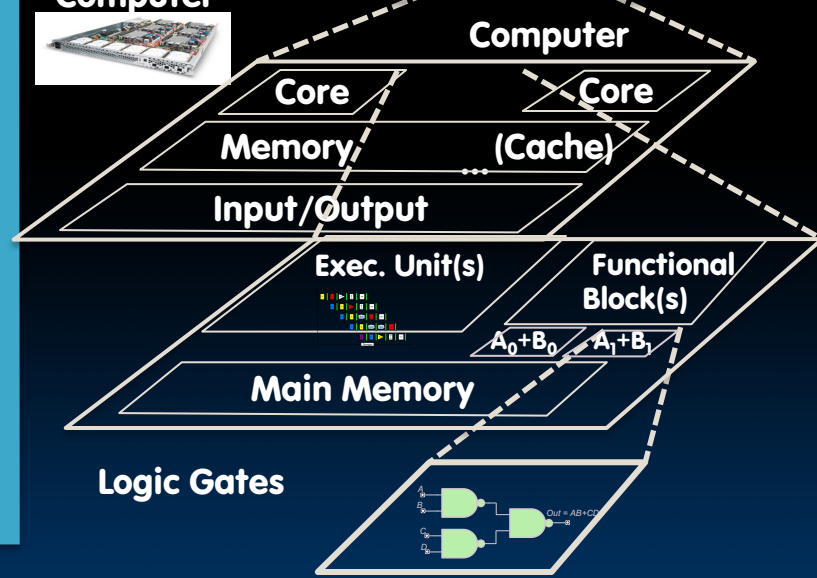 Computer
Computer
Core Core
Memory (Cache)
Input/Output
Exec. Unit(s) Functional
Block(s)
A₀+B₀ A₁+B₁
Main Memory
Logic Gates
A
B
Out = AB+CD
C
D